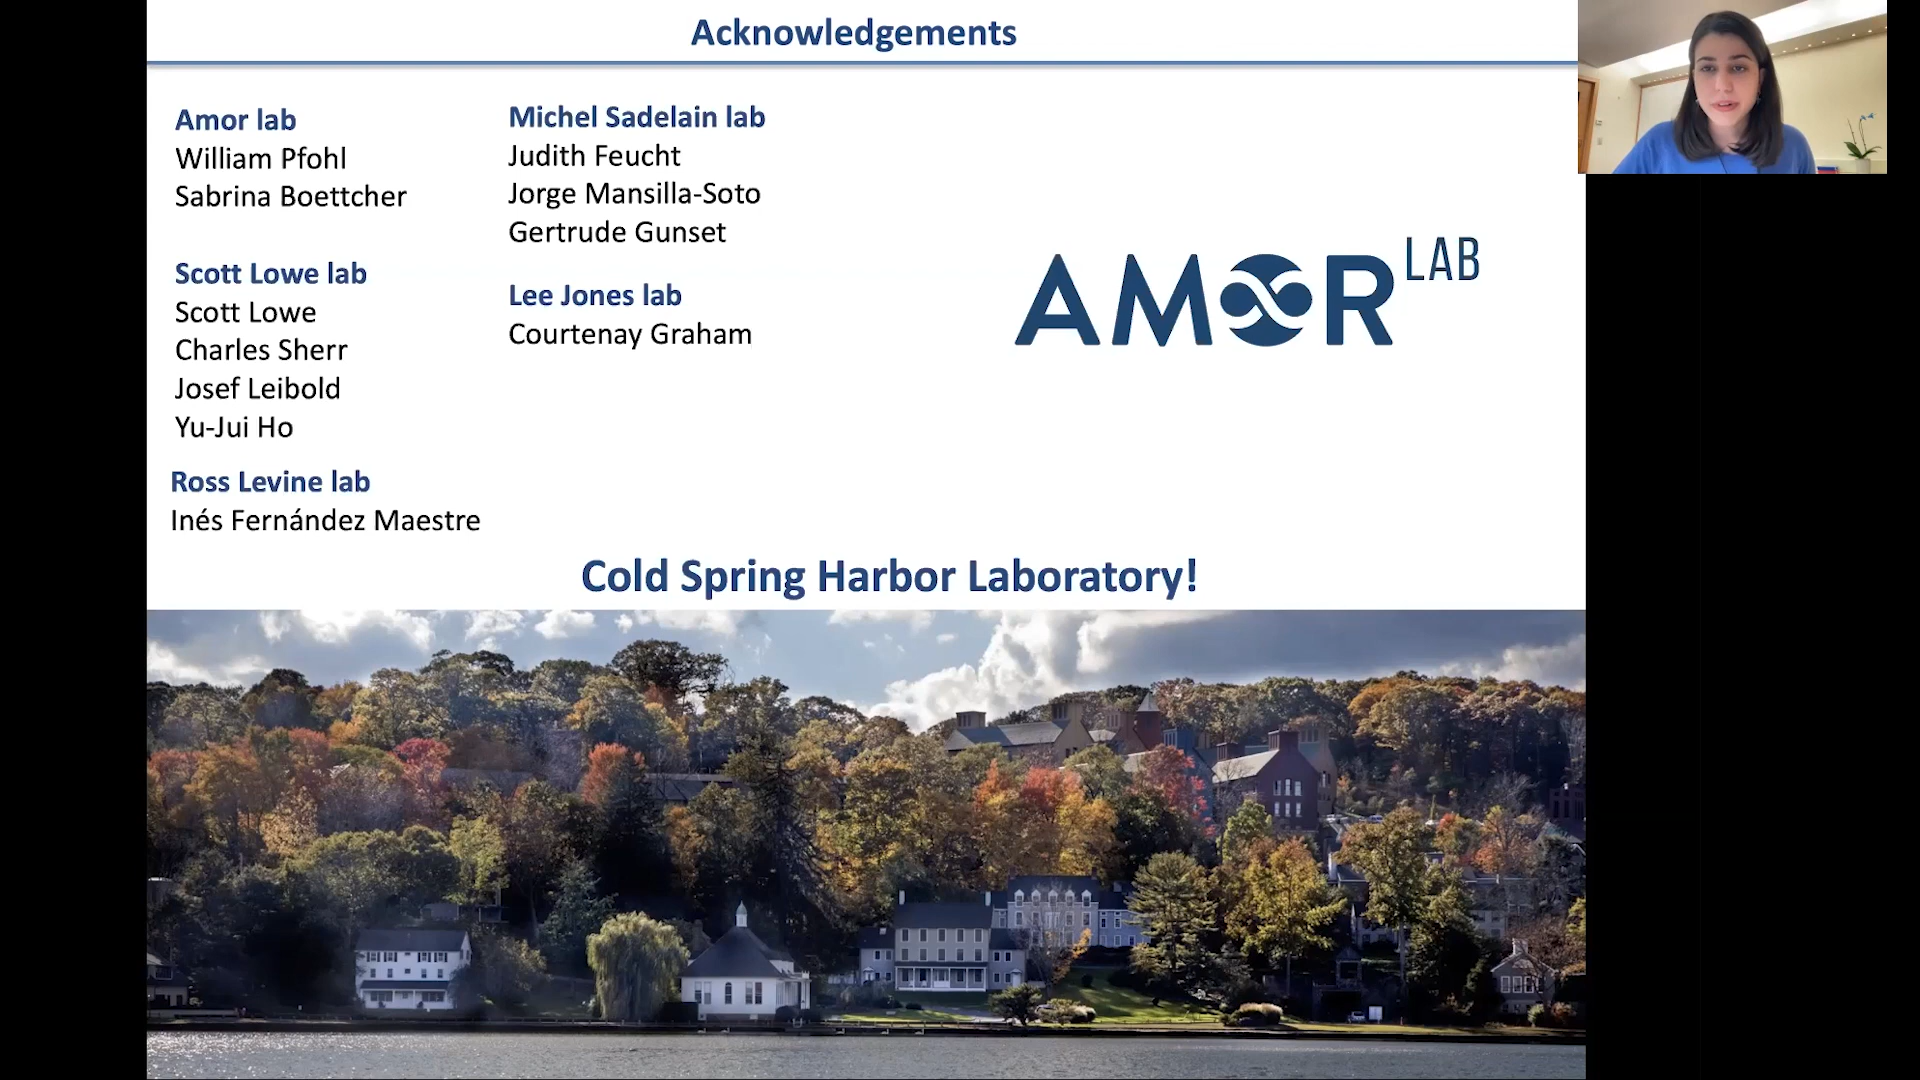 Acknowledgements
Amor lab
William Pfohl
Sabrina Boettcher
Scott Lowe lab
Scott Lowe
Charles Sherr
Josef Leibold
Yu-Jui Ho
Ross Levine lab
Inés Fernández Maestre
Michel Sadelain lab
Judith Feucht
Jorge Mansilla-Soto
Gertrude Gunset
Lee Jones lab
Courtenay Graham
AMOR LAB
Cold Spring Harbor Laboratory!